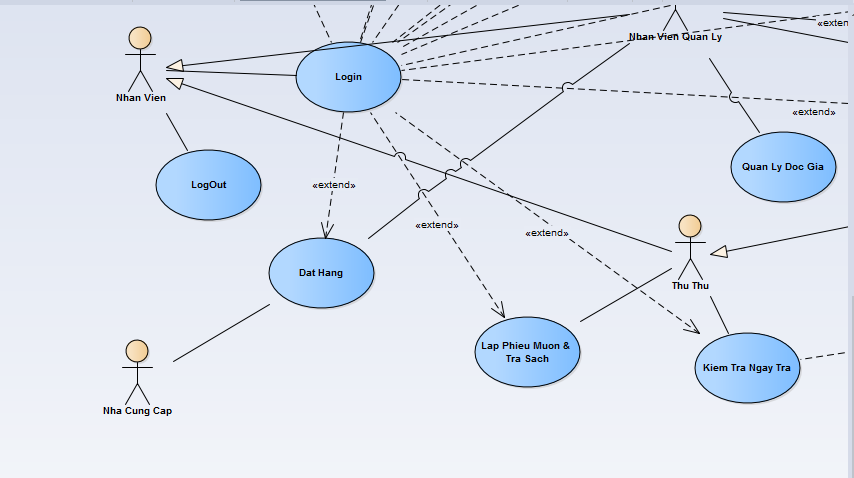 «exten
Nhan Vien Quan Ly
Login
Nhan Vien
«extend»
Quan Ly Doc Gia
LogOut
«extend»
«extend»
«extend»
Dat Hang
Thu Thu
Lap Phieu Muon &
Tra Sach
Kiem Tra Ngay Tra
Nha Cung Cap